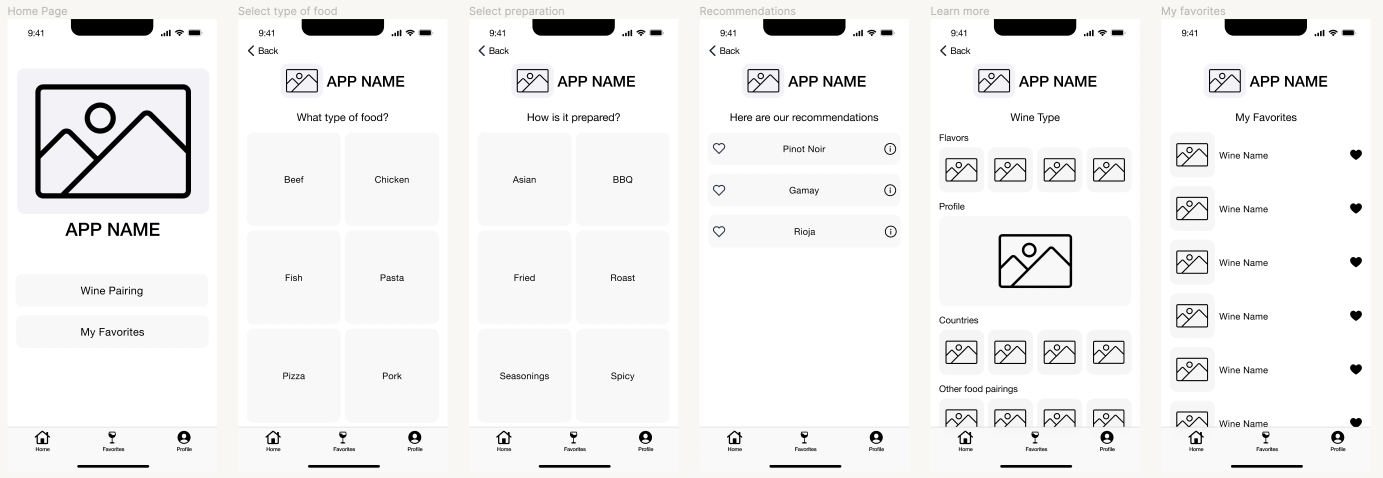 Home Page
9:41
APP NAME
Wine Pairing
My Favorites
Home Favorites Profile
Select type of food
9:41
Back
APP NAME
What type of food?
Beef Chicken
Fish Pasta
Pizza Pork
Home Favorites Profile
Select preparation
9:41
Back
APP NAME
How is it prepared?
Asian BBQ
Fried Roast
Seasonings Spicy
Home Favorites Profile
Recommendations
9:41
Back
APP NAME
Here are our recommendations
Pinot Noir
Gamay
Rioja
Home Favorites Profile
Learn more
9:41
Back
APP NAME
Wine Type
Flavors
Profile
Countries
Other food pairings
Home Favorites Profile
My favorites
9:41
APP NAME
My Favorites
Wine Name
Wine Name
Wine Name
Wine Name
Wine Name
Wine Name
Home Favorites Profile